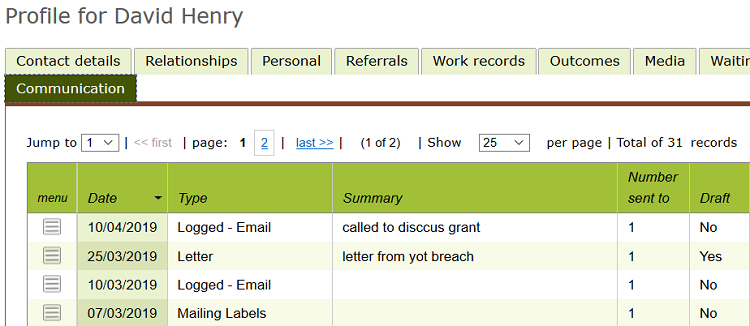 Profile for David Henry
Contact details Relationships Personal Referrals Work records Outcomes Media
Communication
Jump to 1 | << first | page: 1 2 | last >> | (1 of 2) | Show 25 per page | Total of 31 records
menu Date Type Summary Number sent to Draft
10/04/2019 Logged - Email called to disccus grant 1 No
25/03/2019 Letter letter from yot breach 1 Yes
10/03/2019 Logged - Email 1 No
07/03/2019 Mailing Labels 1 No